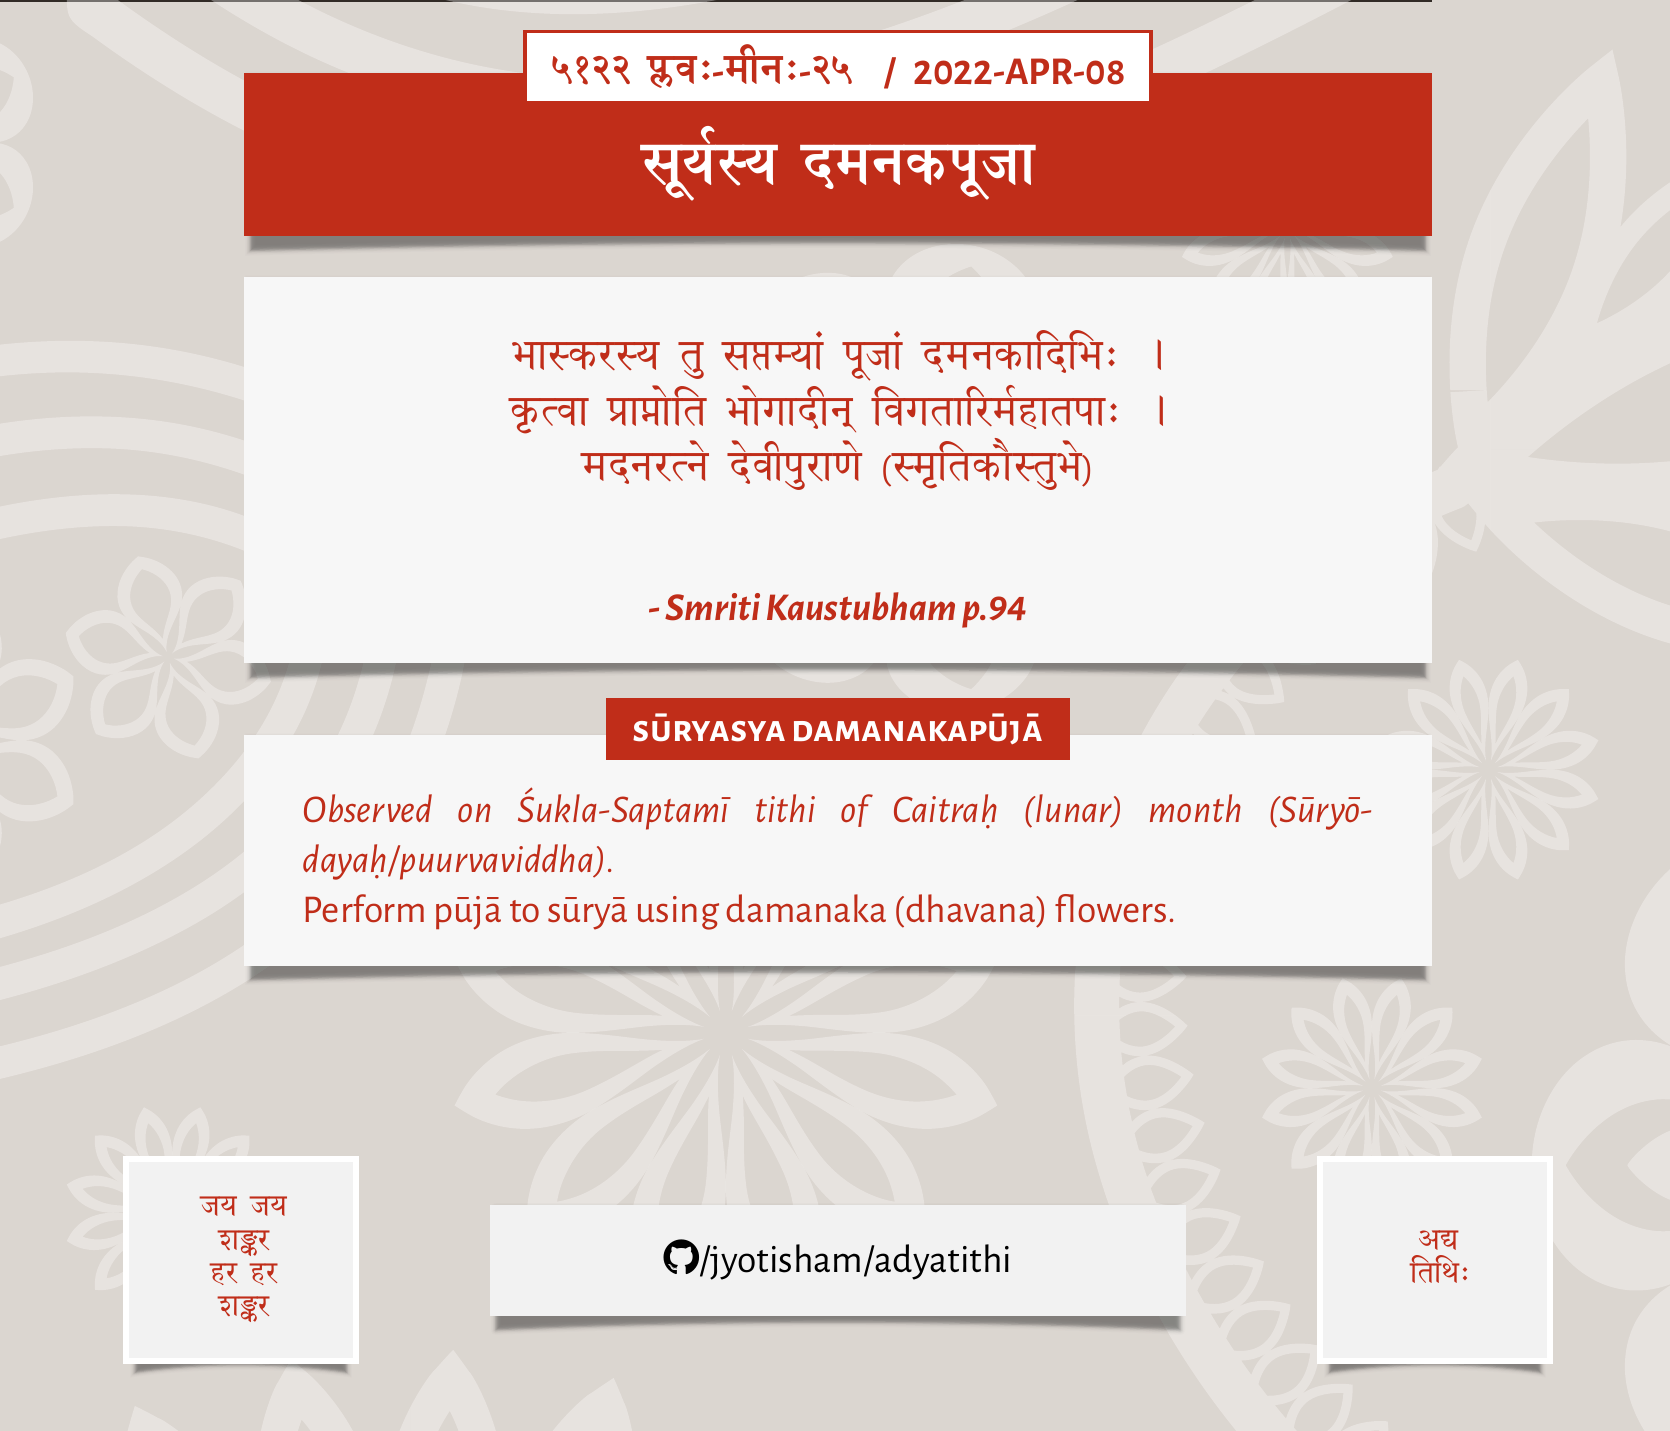 ५१२२ प्लवः-मीनः-२५ / 2022-APR-08
सूर्यस्य दमनकपूजा
भास्करस्य तु सप्तम्यां पूजां दमनकादिभिः ।
कृत्वा प्राप्नोति भोगादीन् विगतारिर्महातपाः ।
मदनरत्ने देवीपुराणे (स्मृतिकौस्तुभे)
- Smriti Kaustubham p.94
SŪRYASYA DAMANAKAPŪJĀ
Observed on Śukla-Saptamī tithi of Caitraḥ (lunar) month (Sūryō-
dayaḥ/puurvaviddha).
Perform pūjā to sūryā using damanaka (dhavana) flowers.
जय जय
शङ्कर
हर हर
शङ्कर
/jyotisham/adyatithi
अद्य
तिथिः